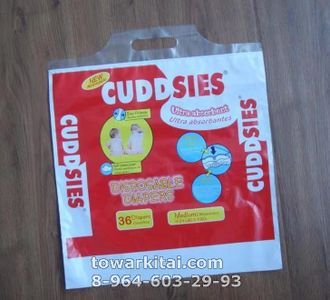 NEW
CUDDSIES®
CUDDSIES
CUDDSIES®
Ultra absorbent
Ultra absorbantes
DISPOSABLE
DIAPERS
36 Diapers
Medium
towarkitai.com
8-964-603-29-93